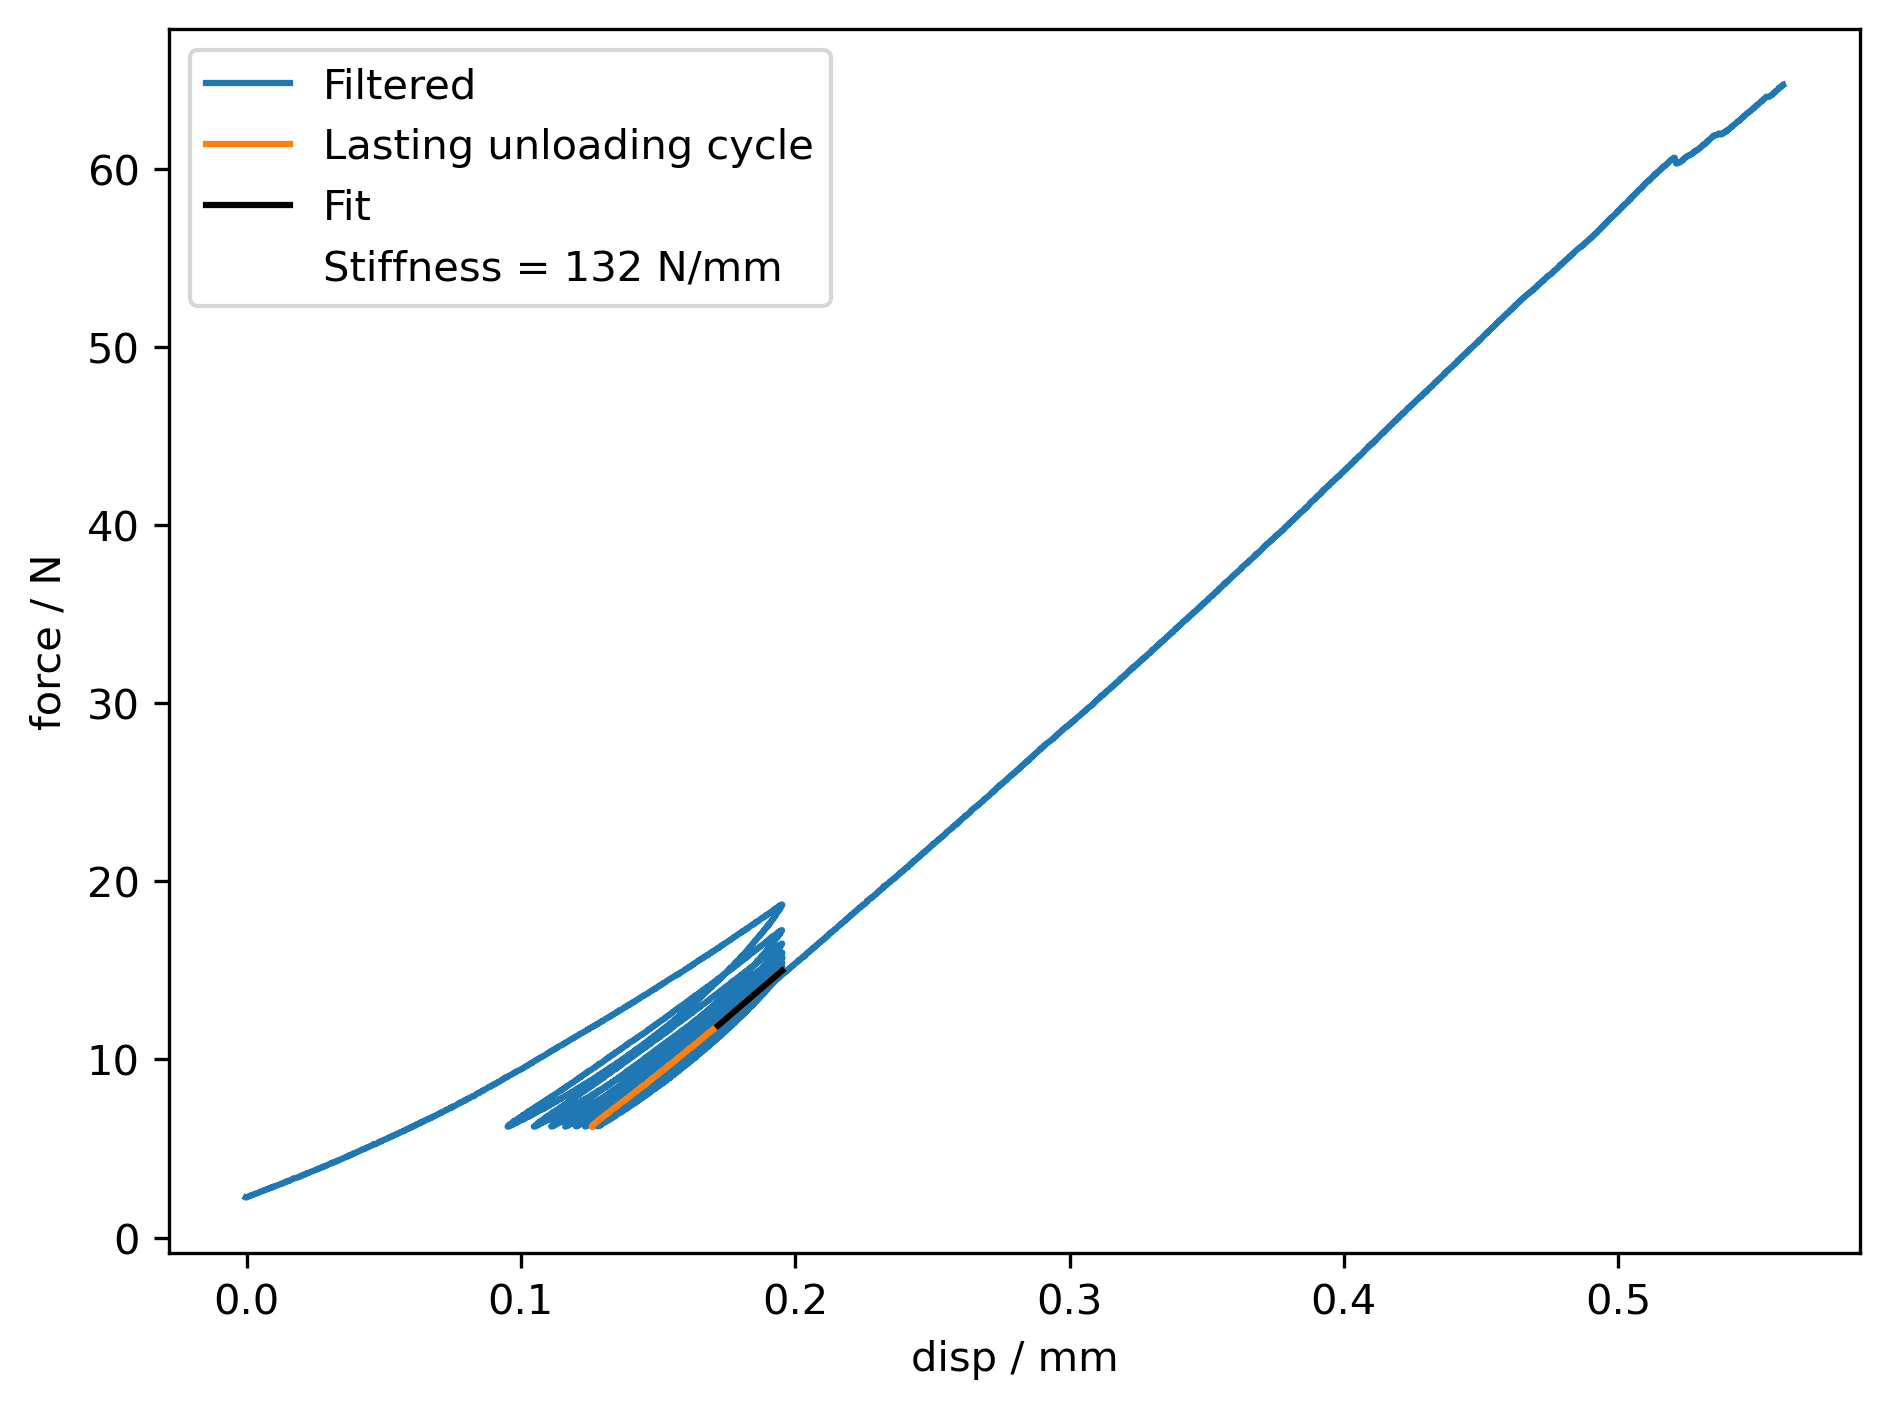 Filtered
Lasting unloading cycle
Fit
Stiffness = 132 N/mm
60
50
40
30
20
10
0
force / N
0.0 0.1 0.2 0.3 0.4 0.5
disp / mm